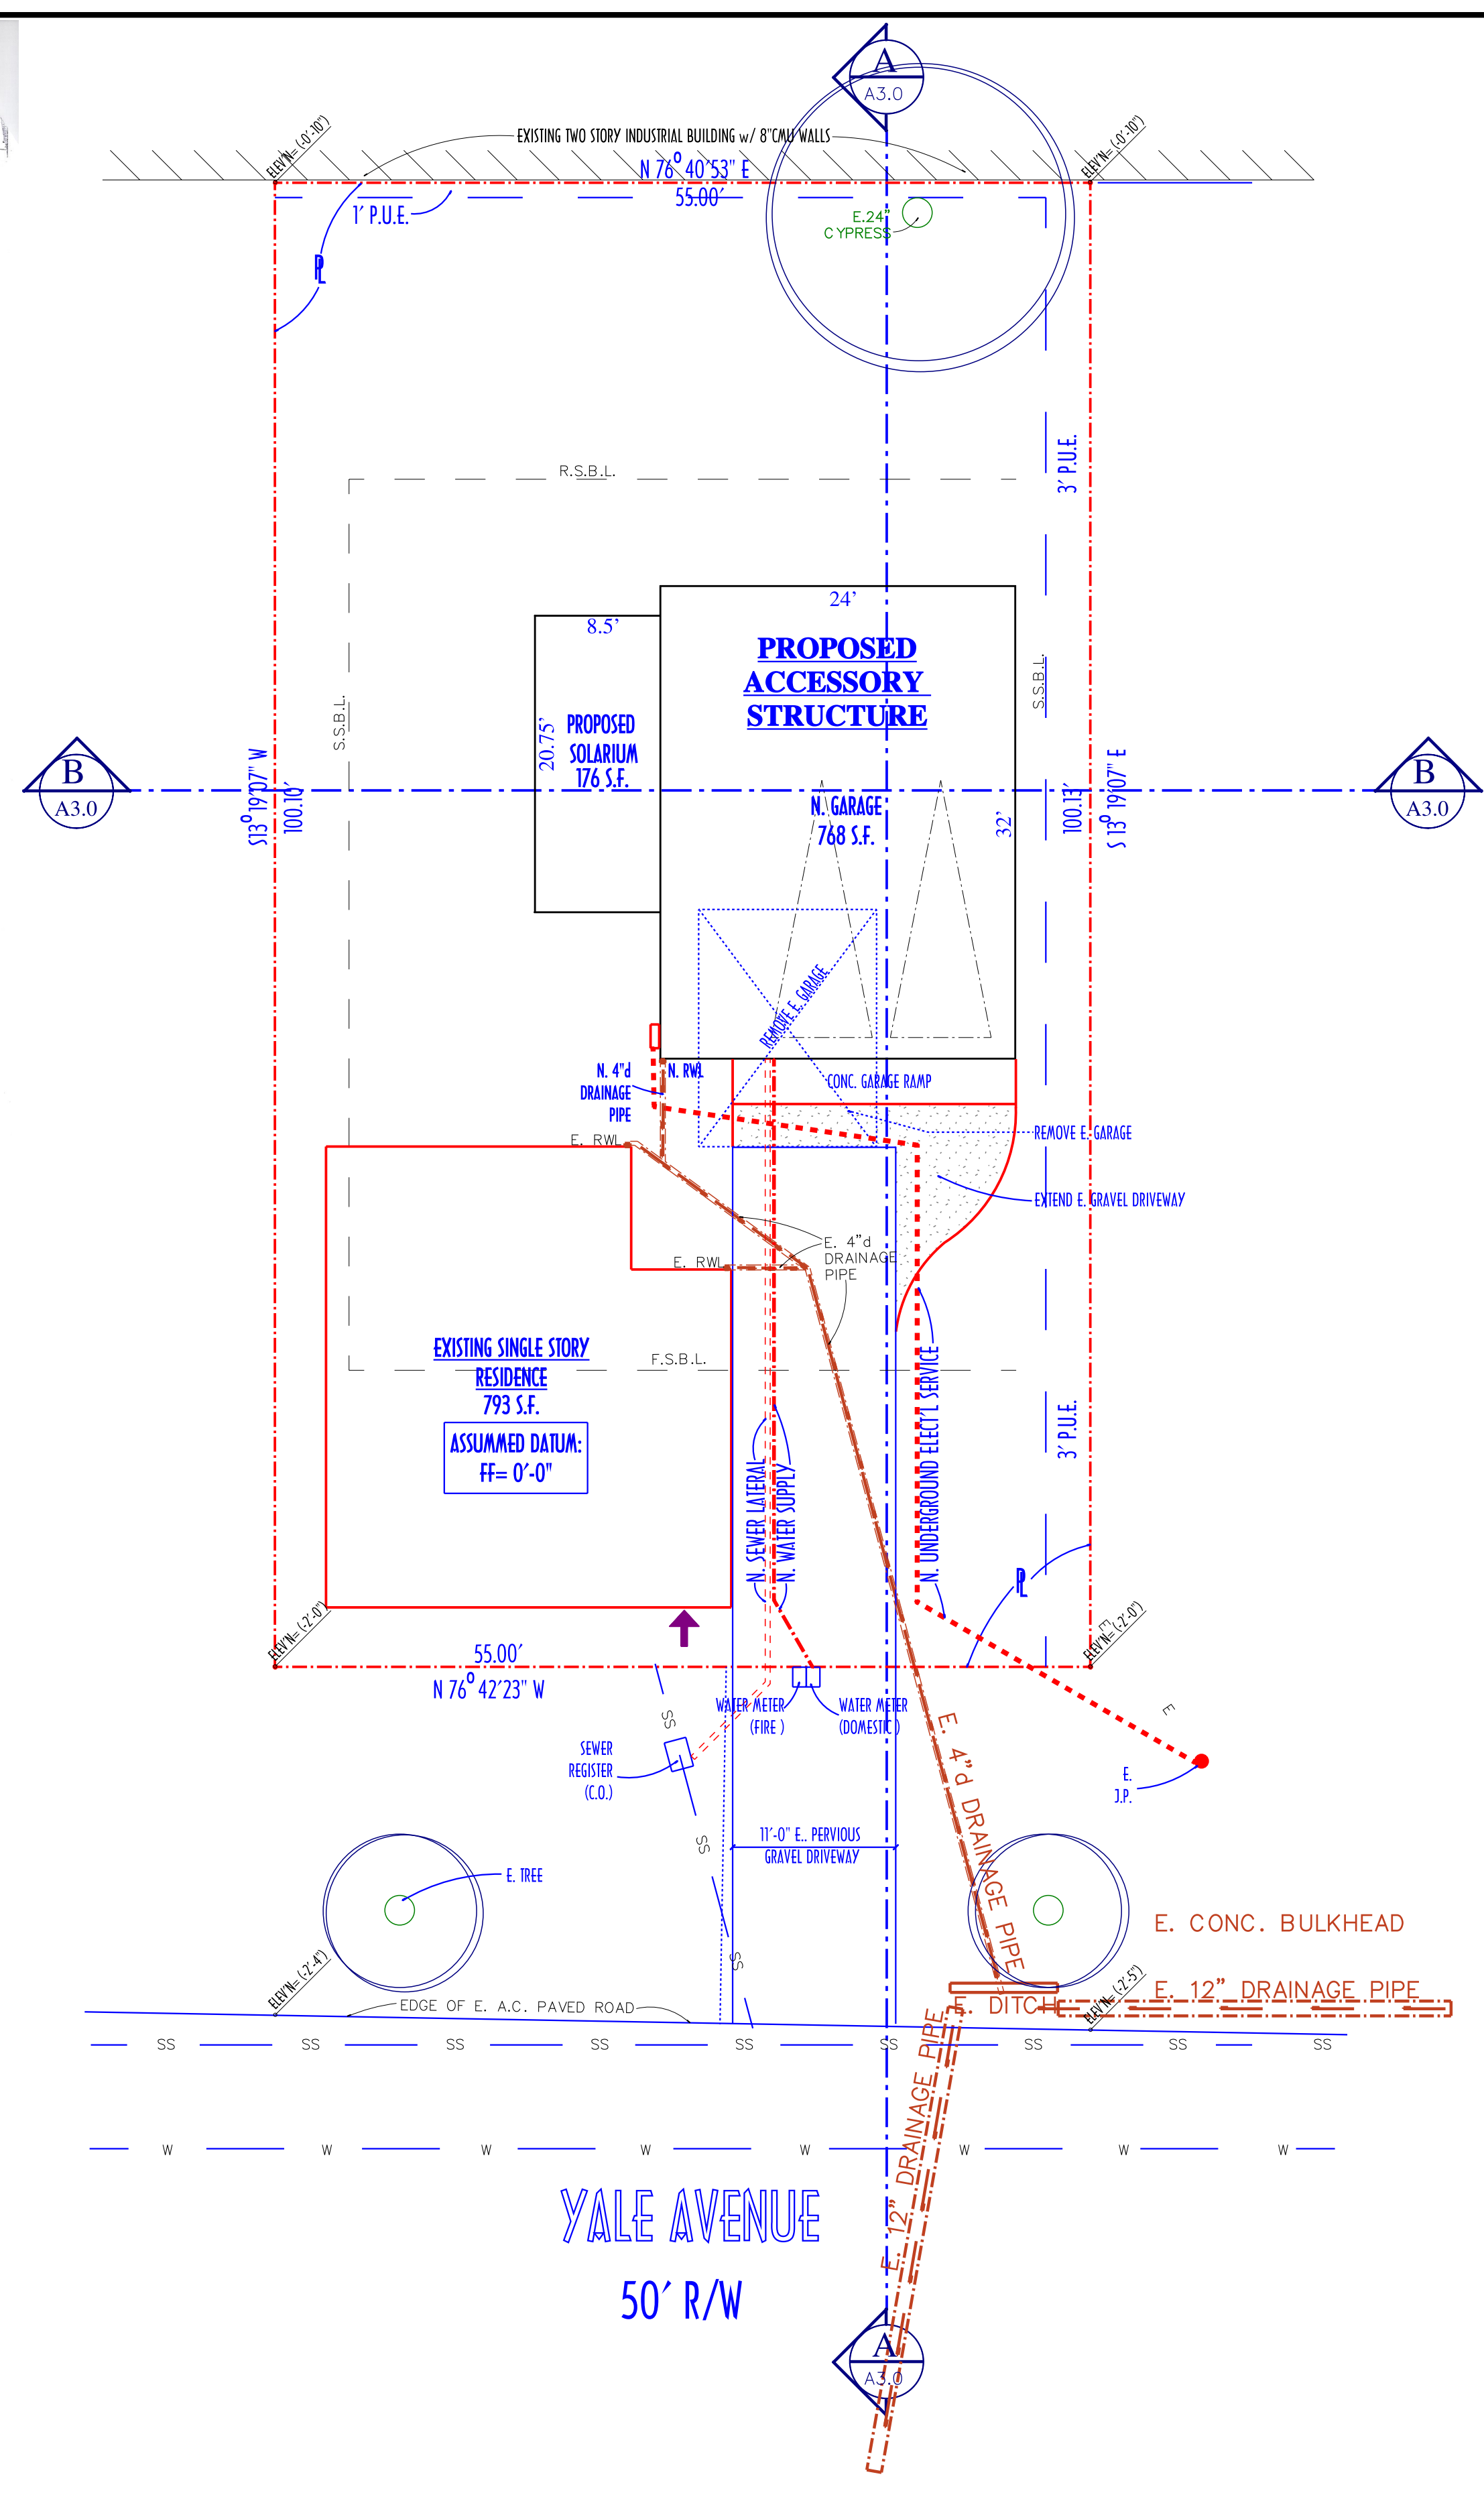 A
A3.0
ELEV'N= (-0'-10")
EXISTING TWO STORY INDUSTRIAL BUILDING w/ 8"CMU WALLS
ELEV'N= (-0'-10")
N 76° 40'53" E
55.00'
1' P.U.E.
E.24"
CYPRESS
PL
3' P.U.E.
R.S.B.L.
24'
8.5'
PROPOSED
ACCESSORY
STRUCTURE
S.S.B.L.
S.S.B.L.
PROPOSED
SOLARIUM
176 S.F.
20.75'
B
A3.0
B
A3.0
S13° 19'07" W
100.10'
N. GARAGE
768 S.F.
32'
100.13'
S 13° 19'07" E
REMOVE E. GARAGE
N. 4"d
DRAINAGE
PIPE
N. RWL
CONC. GARAGE RAMP
E. RWL
REMOVE E. GARAGE
EXTEND E. GRAVEL DRIVEWAY
E. 4"d
DRAINAGE
PIPE
E. RWL
EXISTING SINGLE STORY
RESIDENCE
793 S.F.
ASSUMMED DATUM:
FF= 0'-0"
F.S.B.L.
N. SEWER LATERAL
N. WATER SUPPLY
N. UNDERGROUND ELECT'L SERVICE
3' P.U.E.
PL
ELEV'N= (-2'-0")
ELEV'N= (-2'-0")
E
55.00'
N 76° 42'23" W
WATER METER
(FIRE )
WATER METER
(DOMESTIC )
SS
E
SEWER
REGISTER
(C.O.)
E.
J.P.
E. 4"d DRAINAGE PIPE
SS
11'-0" E.. PERVIOUS
GRAVEL DRIVEWAY
E. TREE
SS
E. CONC. BULKHEAD
ELEV'N= (-2'-4")
ELEV'N= (-2'-5")
E. 12" DRAINAGE PIPE
EDGE OF E. A.C. PAVED ROAD
E. DITCH
SS SS SS SS SS SS SS SS SS
E. 12" DRAINAGE PIPE
W W W W W W W W
YALE AVENUE
50' R/W
A
A3.0